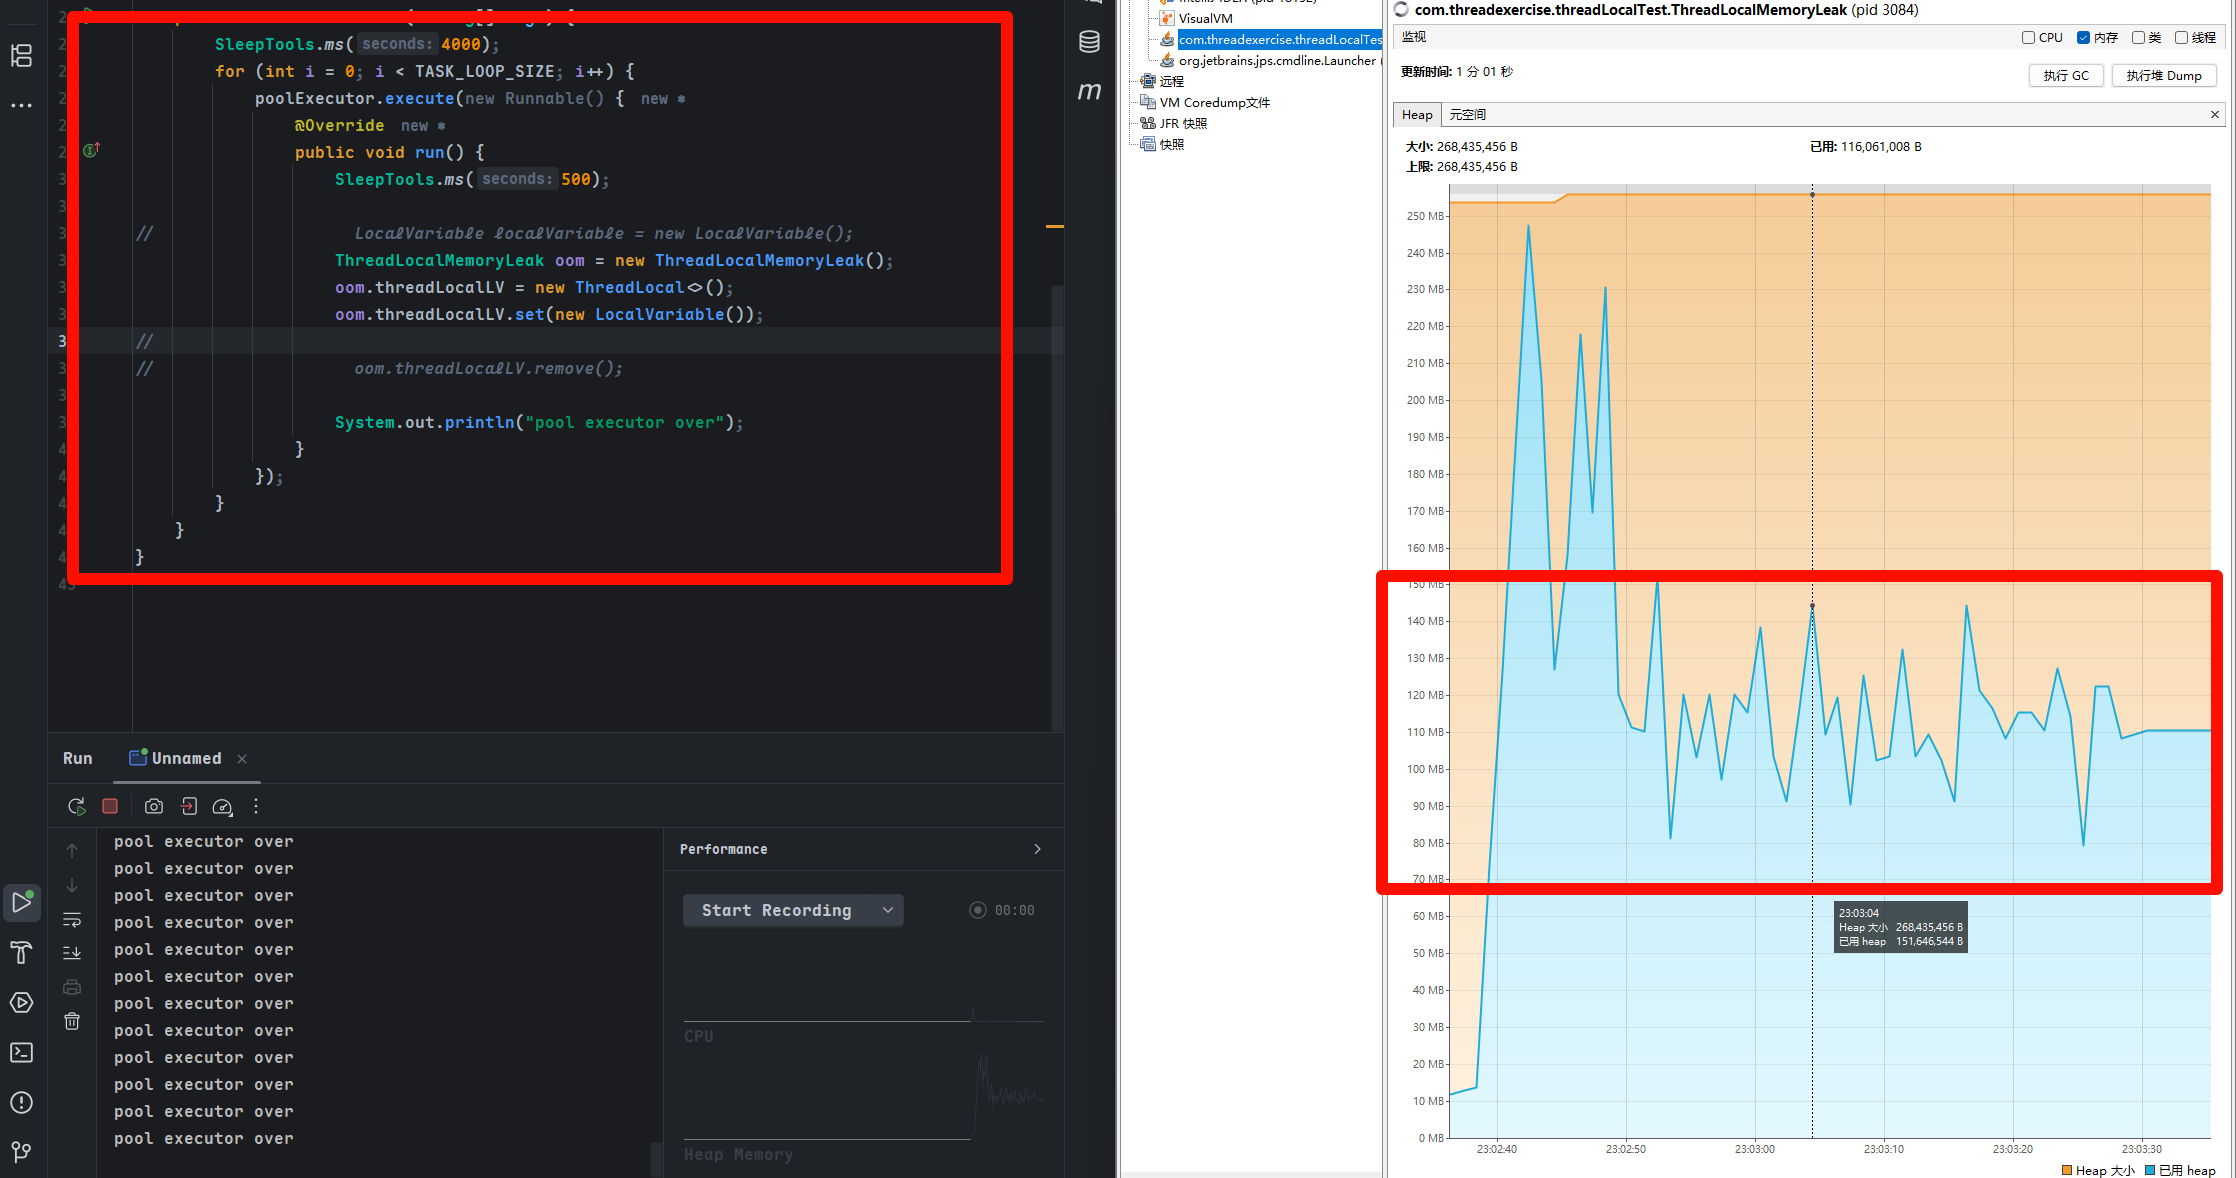 SleepTools.ms( seconds: 4000);
for (int i = 0; i < TASK_LOOP_SIZE; i++) {
poolExecutor.execute(new Runnable() { new *
@Override new *
public void run() {
SleepTools.ms( seconds: 500);
// LocalVariable localVariable = new LocalVariable();
ThreadLocalMemoryLeak oom = new ThreadLocalMemoryLeak();
oom.threadLocalLV = new ThreadLocal<>();
oom.threadLocalLV.set(new LocalVariable());
//
// oom.threadLocalLV.remove();
System.out.println("pool executor over");
}
});
}
}
}
Run
Unnamed
pool executor over
pool executor over
pool executor over
pool executor over
pool executor over
pool executor over
pool executor over
pool executor over
pool executor over
pool executor over
pool executor over
pool executor over
Performance
Start Recording
00:00
CPU
Heap Memory
m
VisualVM
com.threadexercise.threadLocalTes
org.jetbrains.jps.cmdline.Launcher (
远程
VM Coredump文件
JFR 快照
快照
com.threadexercise.threadLocalTest.ThreadLocalMemoryLeak (pid 3084)
监视
CPU 内存 类 线程
更新时间: 1 分 01 秒
执行 GC
执行堆 Dump
Heap 元空间
大小: 268,435,456 B
已用: 116,061,008 B
上限: 268,435,456 B
250 MB
240 MB
230 MB
220 MB
210 MB
200 MB
190 MB
180 MB
170 MB
160 MB
150 MB
140 MB
130 MB
120 MB
110 MB
100 MB
90 MB
80 MB
70 MB
60 MB
50 MB
40 MB
30 MB
20 MB
10 MB
0 MB
23:03:04
Heap 大小 268,435,456 B
已用 heap 151,646,544 B
23:02:40
23:02:50
23:03:00
23:03:10
23:03:20
23:03:30
Heap 大小 已用 heap